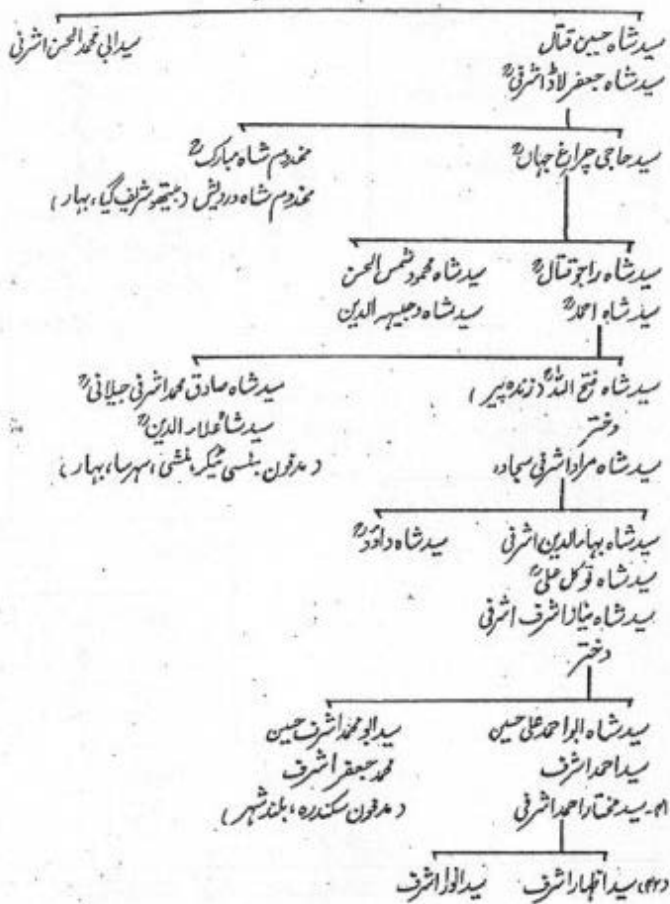 سید شاہ حسین قتال
سید ابی محمد الحسن اشرفی
سید شاہ جعفر لاڈ اشرفیؒ
سید حاجی چراغ جہاںؒ
مخدوم شاہ مبارکؒ
مخدوم شاہ درویش (بیتھو شریف گیا، بہار)
سید شاہ راجو قتالؒ
سید شاہ محمود شمس الحسن
سید شاہ احمدؒ
سید شاہ وجیہہ الدین
سید شاہ فتح اللہؒ (زندہ پیر)
سید شاہ صادق محمد اشرفی جیلانیؒ
دختر
سید شاہ علاء الدینؒ
سید شاہ مراد اشرفی سجادہ
(مدفون بنسی ٹیکر، سہرسا، بہار)
سید شاہ بہاء الدین اشرفی
سید شاہ داؤدؒ
سید شاہ توکل علیؒ
سید شاہ نیاز اشرف اشرفی
دختر
سید شاہ ابو احمد علی حسین
سید ابو محمد اشرف حسین
سید احمد اشرف
محمد جعفر اشرف
سید مختار احمد اشرفی
(مدفون سکندرہ، بلند شہر)
سید اظہار اشرف
سید انوار اشرف